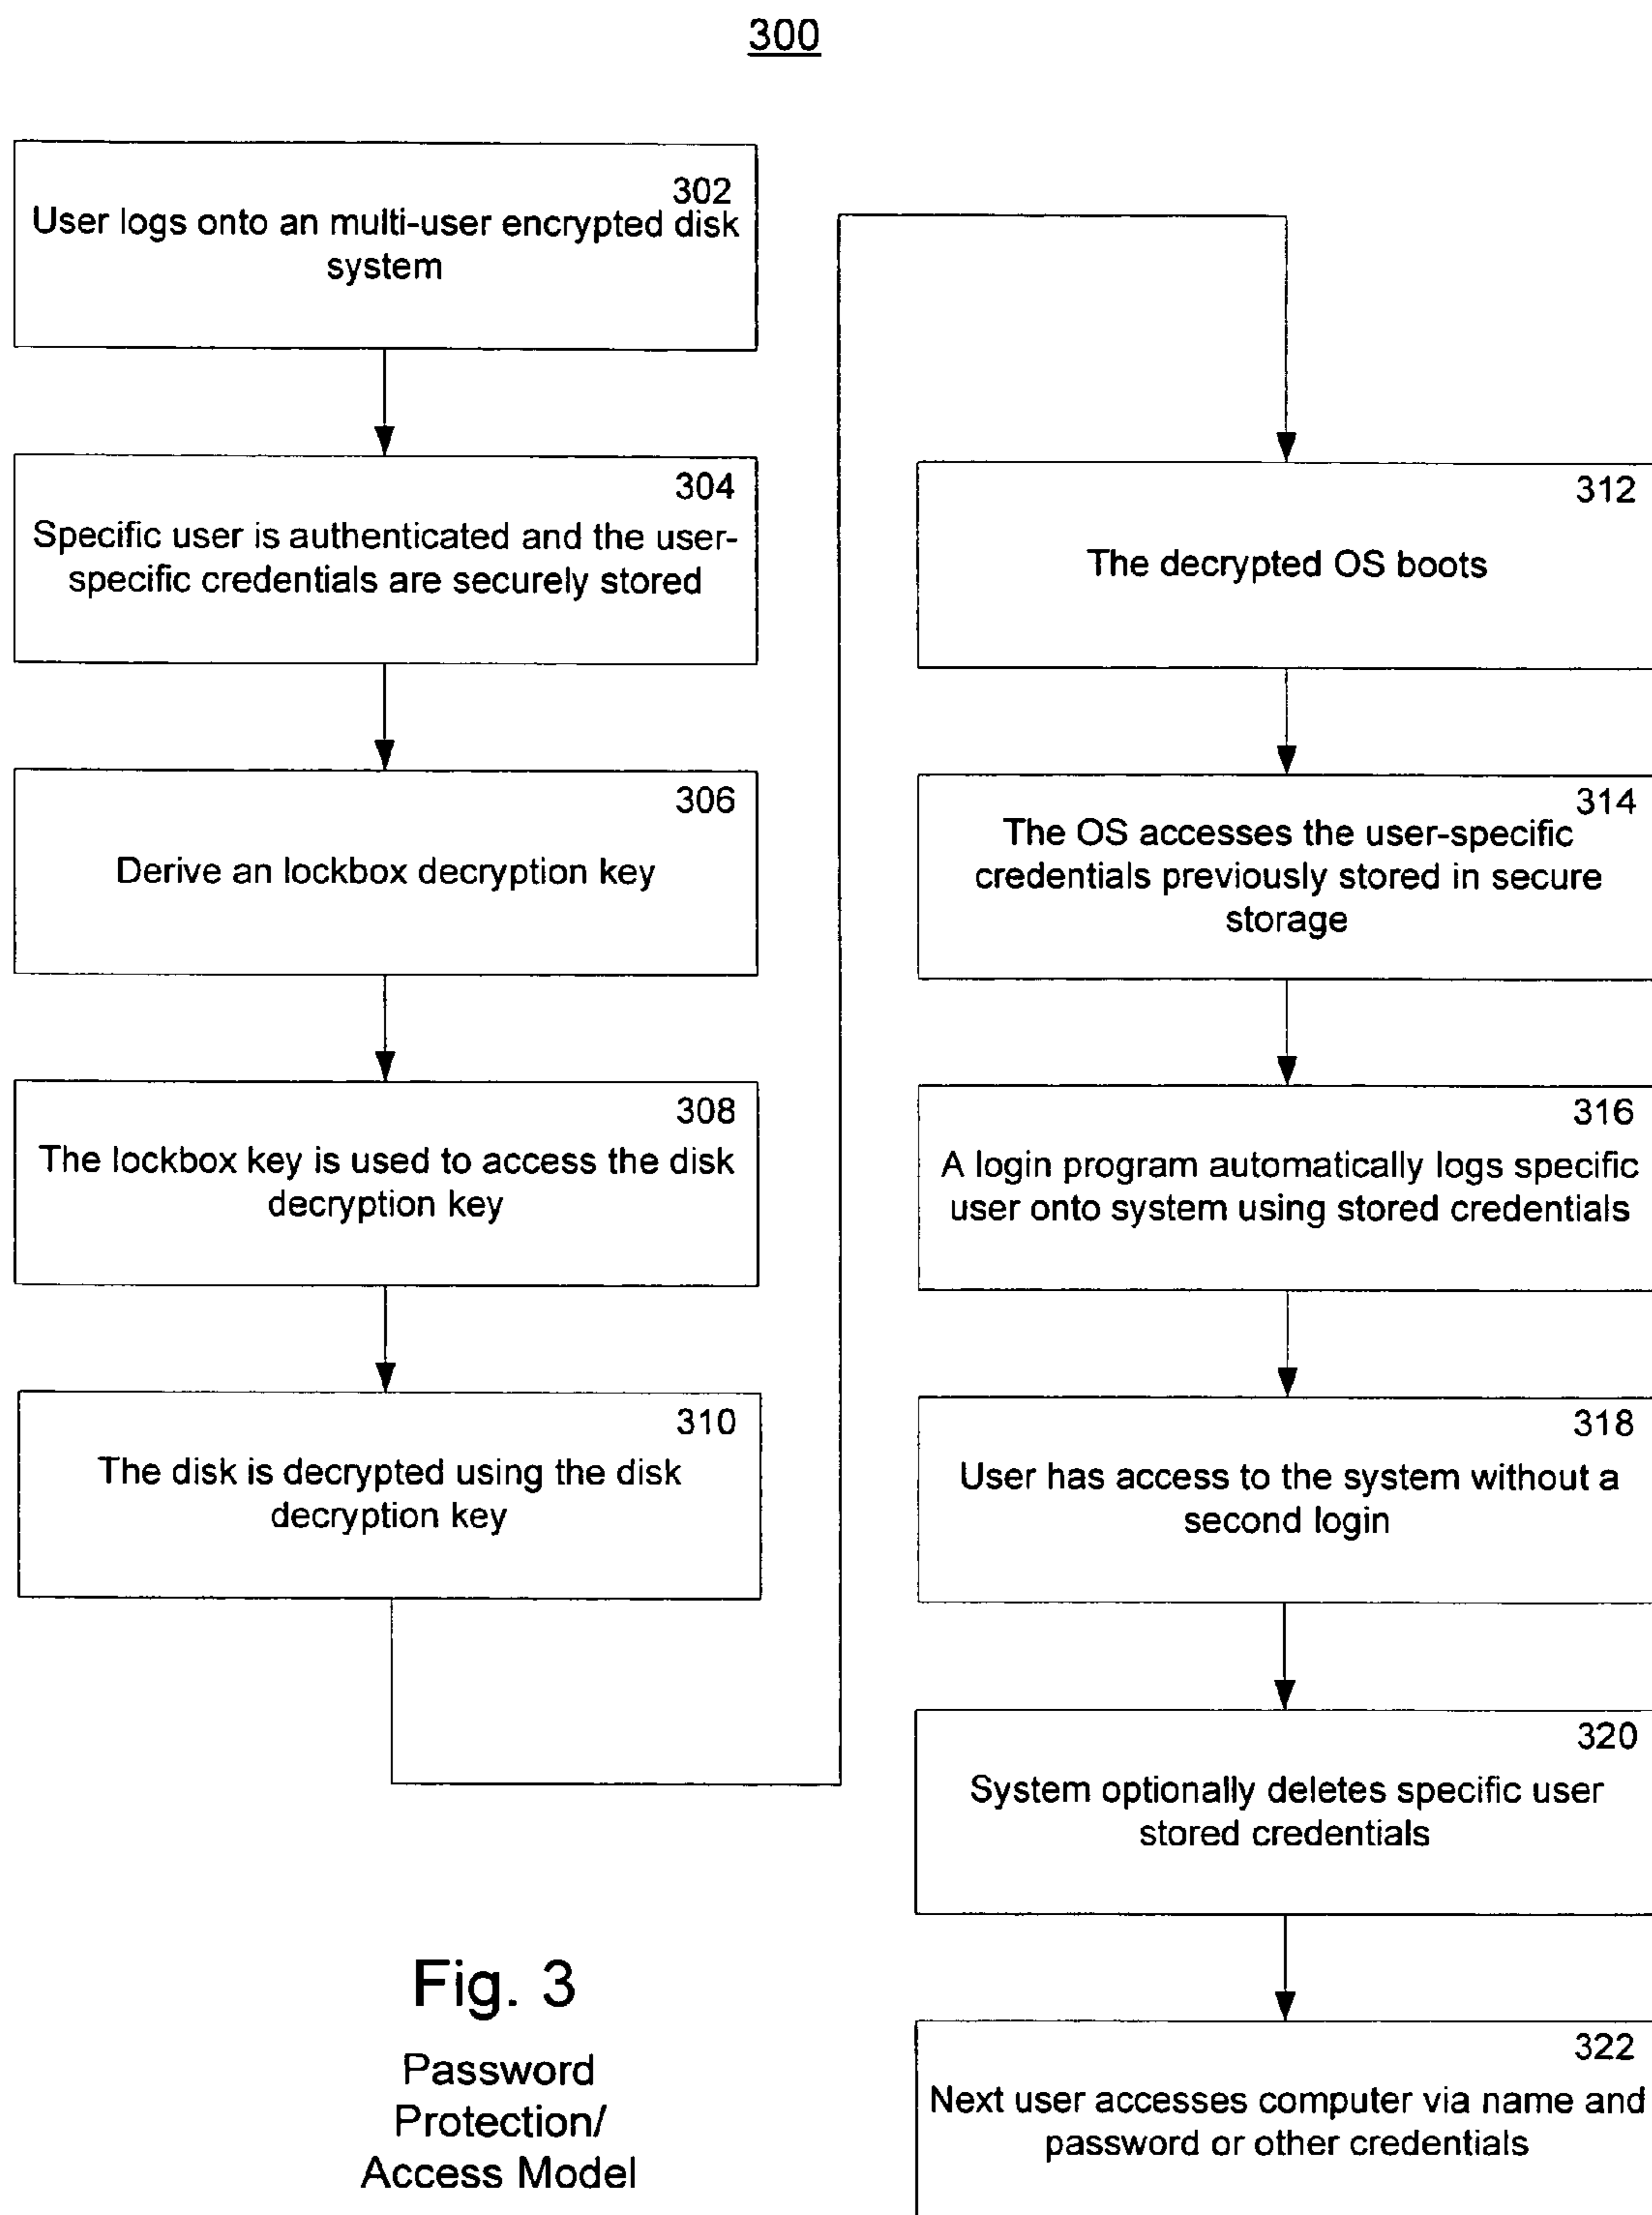 300
302
User logs onto an multi-user encrypted disk
system
304
Specific user is authenticated and the user-
specific credentials are securely stored
306
Derive an lockbox decryption key
308
The lockbox key is used to access the disk
decryption key
310
The disk is decrypted using the disk
decryption key
312
The decrypted OS boots
314
The OS accesses the user-specific
credentials previously stored in secure
storage
316
A login program automatically logs specific
user onto system using stored credentials
318
User has access to the system without a
second login
320
System optionally deletes specific user
stored credentials
322
Next user accesses computer via name and
password or other credentials
Fig. 3
Password
Protection/
Access Model